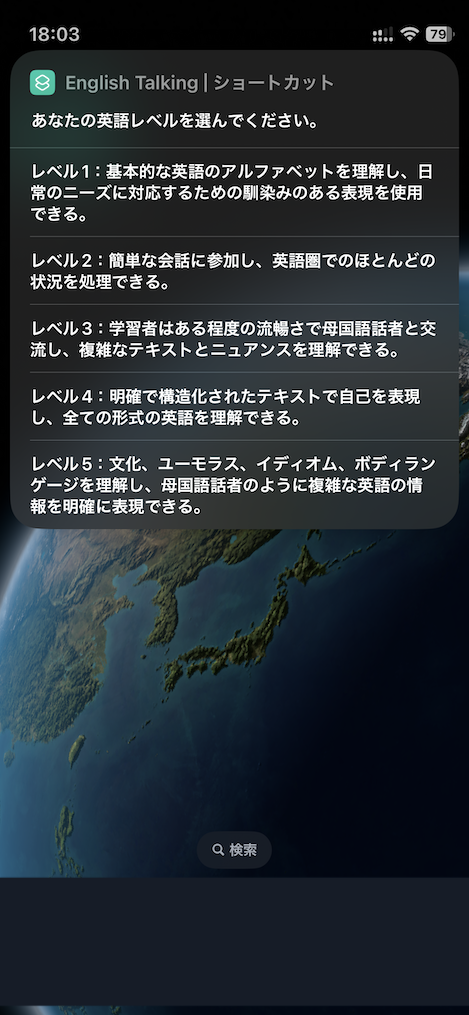 18:03
79
English Talking | ショートカット
あなたの英語レベルを選んでください。
レベル1：基本的な英語のアルファベットを理解し、日
常のニーズに対応するための馴染みのある表現を使用
できる。
レベル2：簡単な会話に参加し、英語圏でのほとんどの
状況を処理できる。
レベル3：学習者はある程度の流暢さで母国語話者と交
流し、複雑なテキストとニュアンスを理解できる。
レベル4：明確で構造化されたテキストで自己を表現
し、全ての形式の英語を理解できる。
レベル5：文化、ユーモラス、イディオム、ボディラン
ゲージを理解し、母国語話者のように複雑な英語の情
報を明確に表現できる。
検索